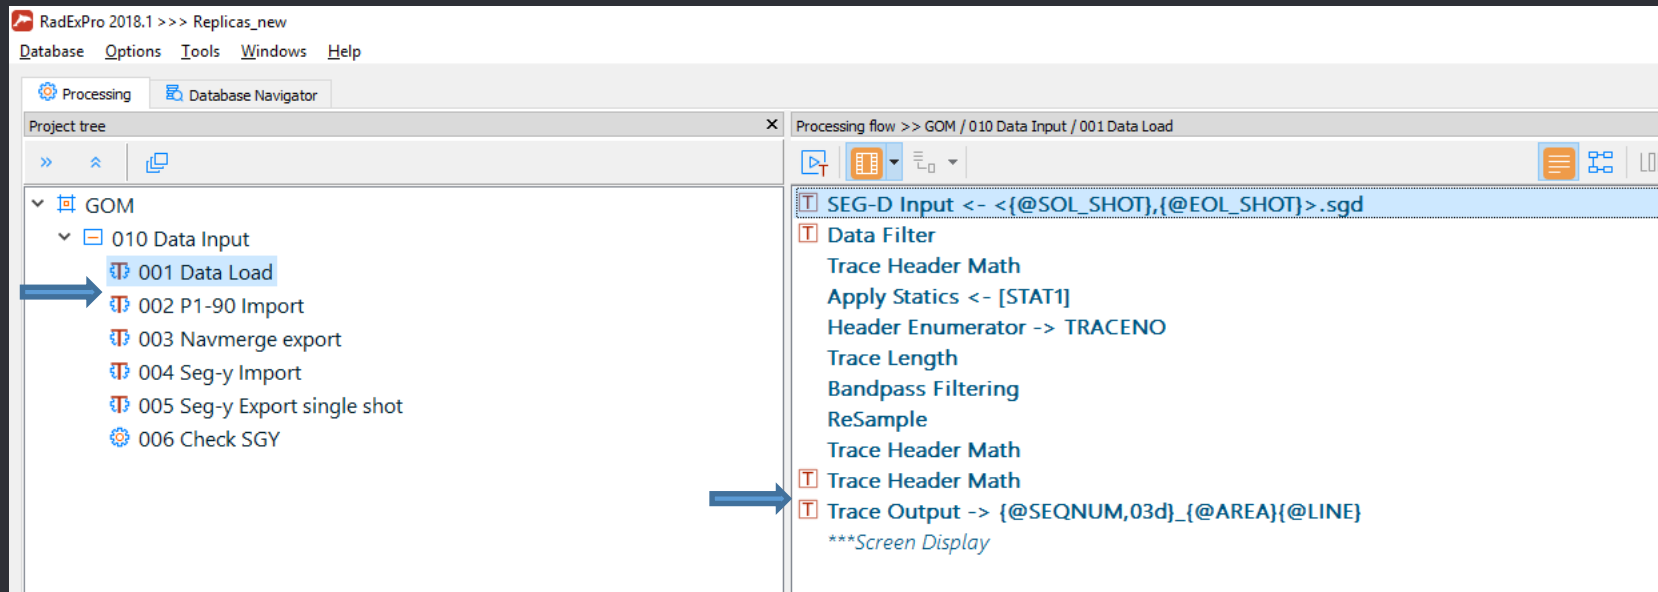 RadExPro 2018.1 >>> Replicas_new
Database Options Tools Windows Help
Processing Database Navigator
Project tree
Processing flow >> GOM / 010 Data Input / 001 Data Load
GOM
010 Data Input
001 Data Load
002 P1-90 Import
003 Navmerge export
004 Seg-y Import
005 Seg-y Export single shot
006 Check SGY
T SEG-D Input <- <{@SOL_SHOT},{@EOL_SHOT}>.sgd
T Data Filter
Trace Header Math
Apply Statics <- [STAT1]
Header Enumerator -> TRACENO
Trace Length
Bandpass Filtering
ReSample
Trace Header Math
T Trace Header Math
T Trace Output -> {@SEQNUM,03d}_{@AREA}{@LINE}
***Screen Display